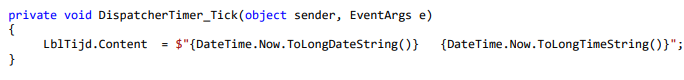 private void DispatcherTimer_Tick(object sender, EventArgs e)
{
     LblTijd.Content  = $"{DateTime.Now.ToLongDateString()}   {DateTime.Now.ToLongTimeString()}";
}